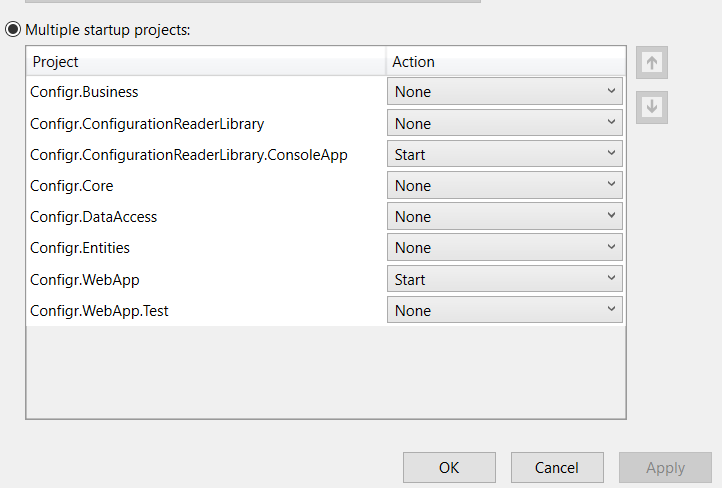 Multiple startup projects:
Project Action
Configr.Business None
Configr.ConfigurationReaderLibrary None
Configr.ConfigurationReaderLibrary.ConsoleApp Start
Configr.Core None
Configr.DataAccess None
Configr.Entities None
Configr.WebApp Start
Configr.WebApp.Test None
OK Cancel Apply